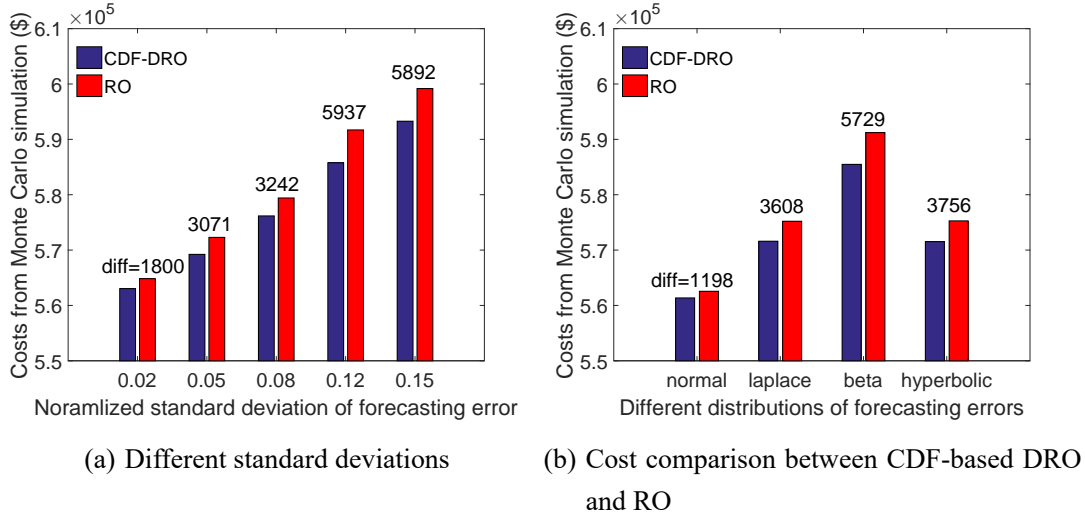 ×10⁵
6.1
6
5.9
5.8
5.7
5.6
5.5
Costs from Monte Carlo simulation ($)
CDF-DRO
RO
diff=1800
3071
3242
5937
5892
0.02 0.05 0.08 0.12 0.15
Noramlized standard deviation of forecasting error
(a) Different standard deviations
×10⁵
6.1
6
5.9
5.8
5.7
5.6
5.5
Costs from Monte Carlo simulation ($)
CDF-DRO
RO
diff=1198
3608
5729
3756
normal laplace beta hyperbolic
Different distributions of forecasting errors
(b) Cost comparison between CDF-based DRO
and RO